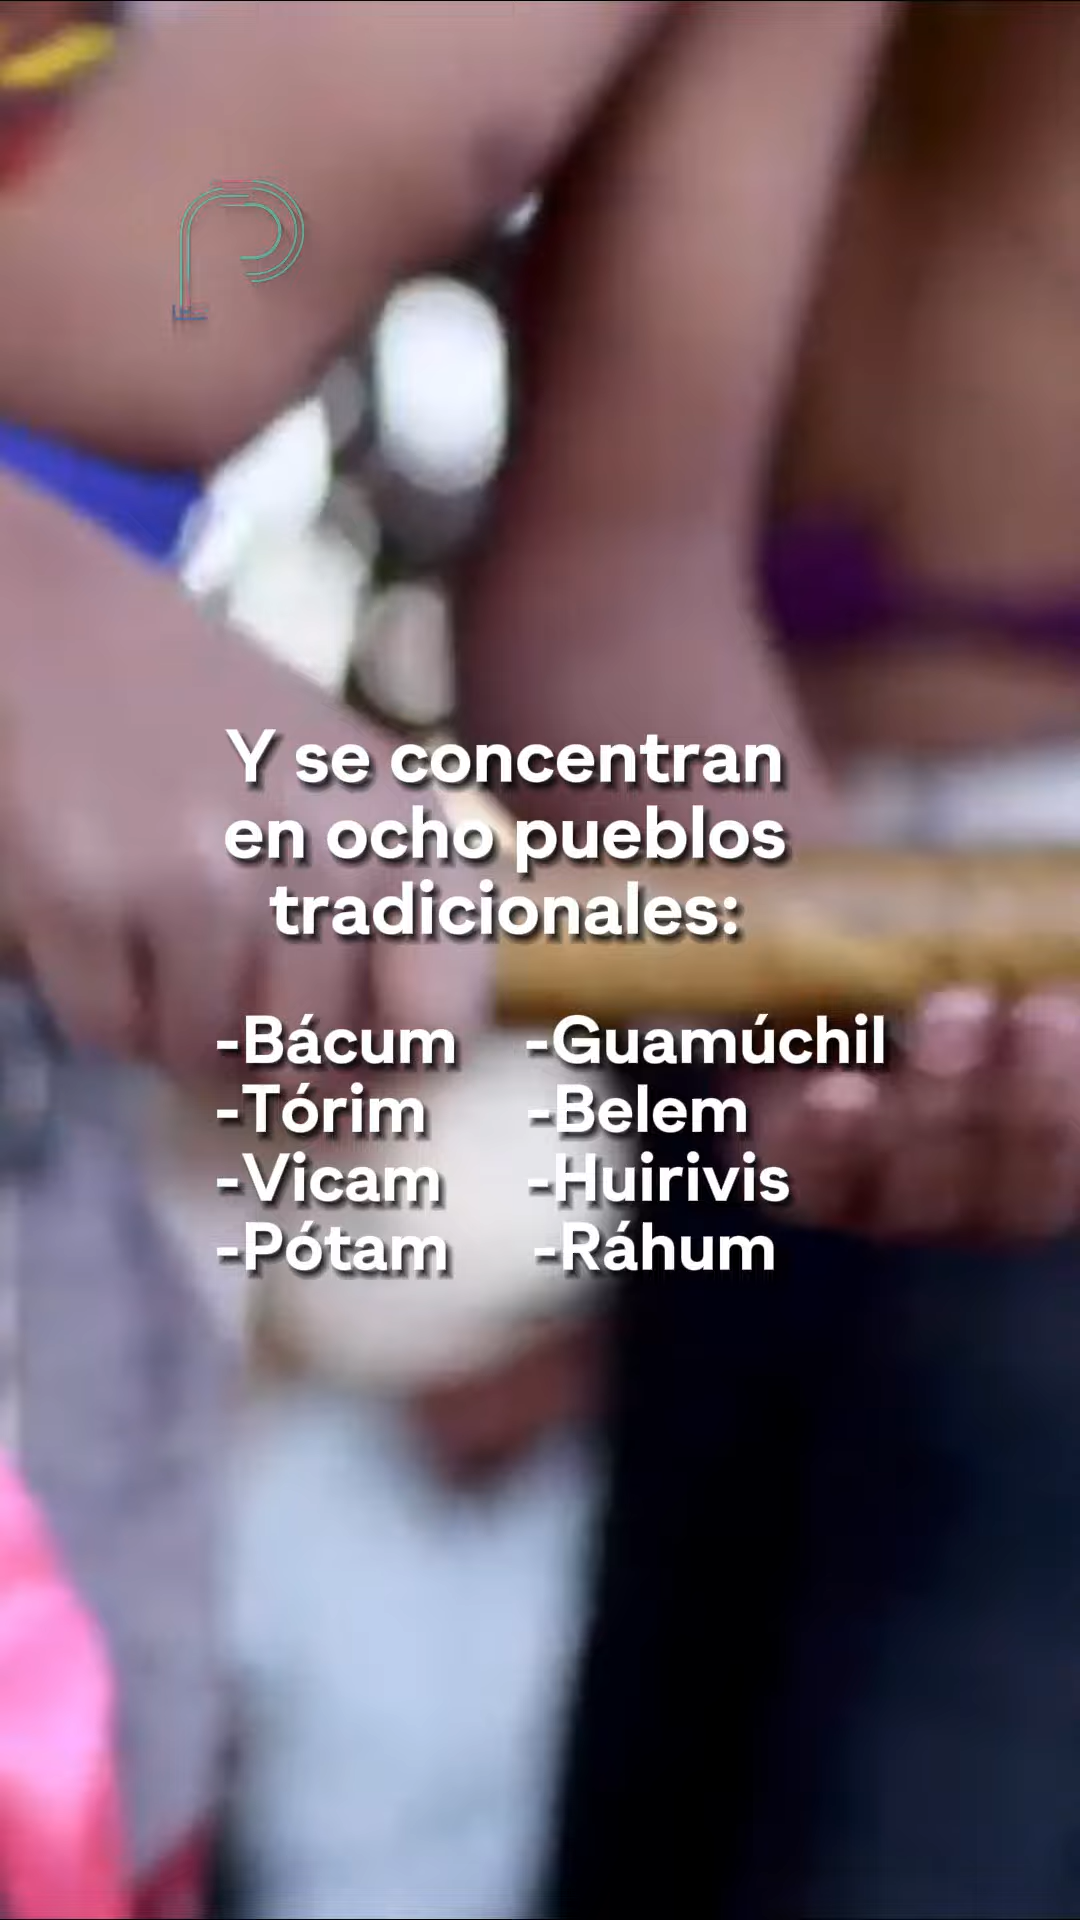 Y se concentran
en ocho pueblos
tradicionales:
-Bácum -Guamúchil
-Tórim -Belem
-Vicam -Huirivis
-Pótam -Ráhum